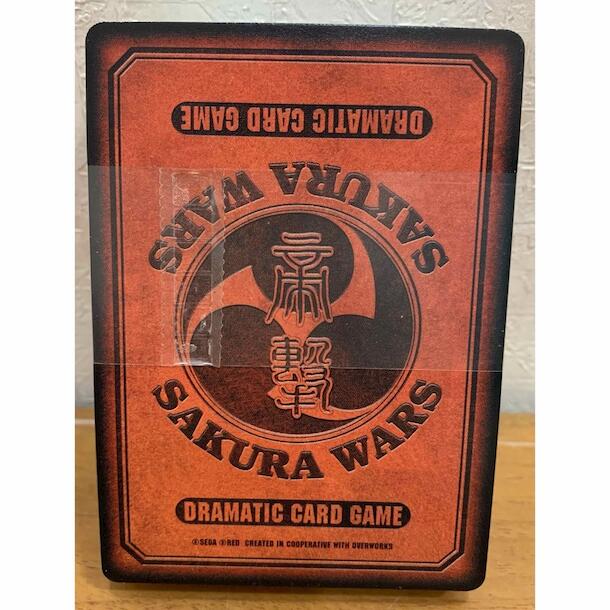 DRAMATIC CARD GAME
SAKURA WARS
帝
撃
SAKURA WARS
DRAMATIC CARD GAME
©SEGA ©RED CREATED IN COOPERATIVE WITH OVERWORKS